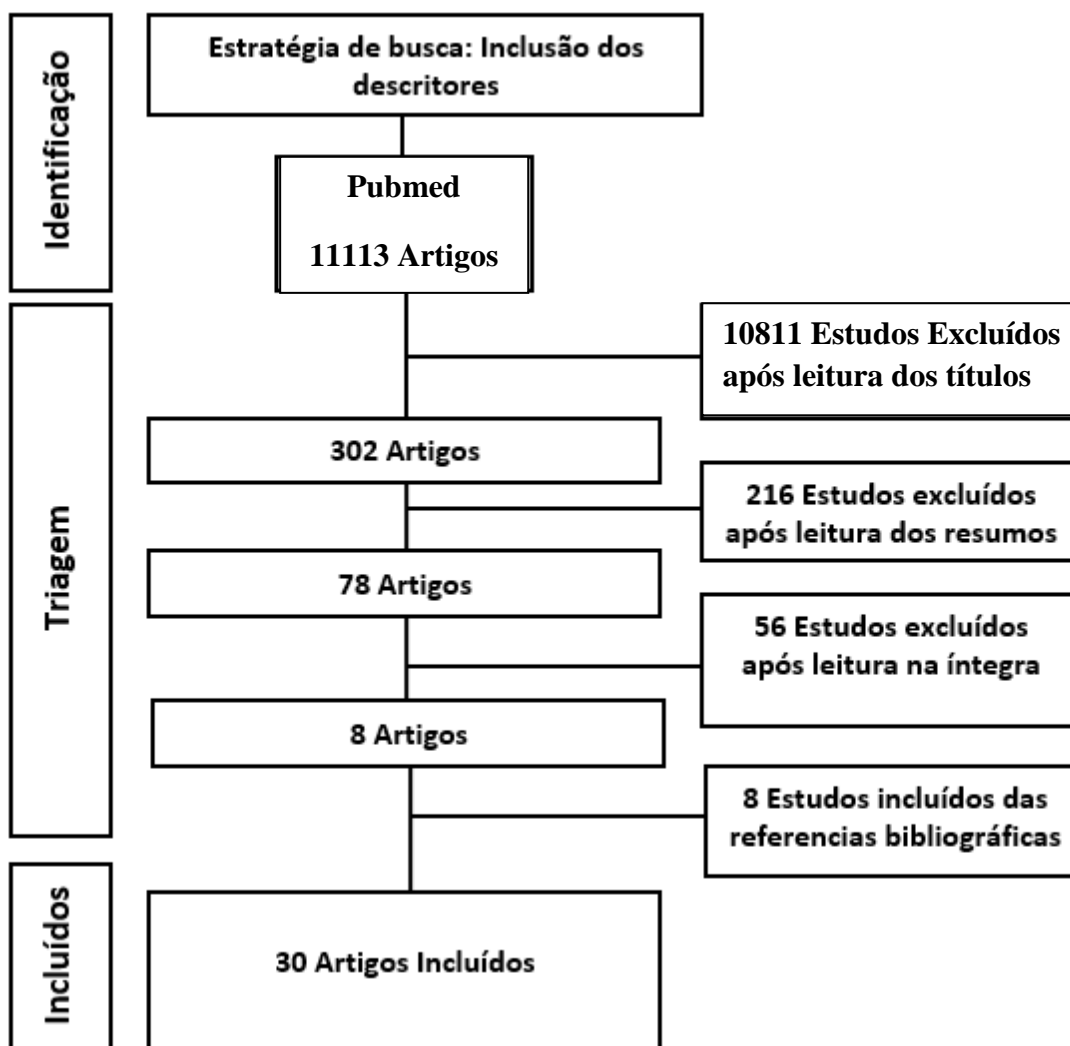 Identificação
Estratégia de busca: Inclusão dos
descritores
Pubmed
11113 Artigos
Triagem
10811 Estudos Excluídos
após leitura dos títulos
302 Artigos
216 Estudos excluídos
após leitura dos resumos
78 Artigos
56 Estudos excluídos
após leitura na íntegra
8 Artigos
8 Estudos incluídos das
referencias bibliográficas
Incluídos
30 Artigos Incluídos